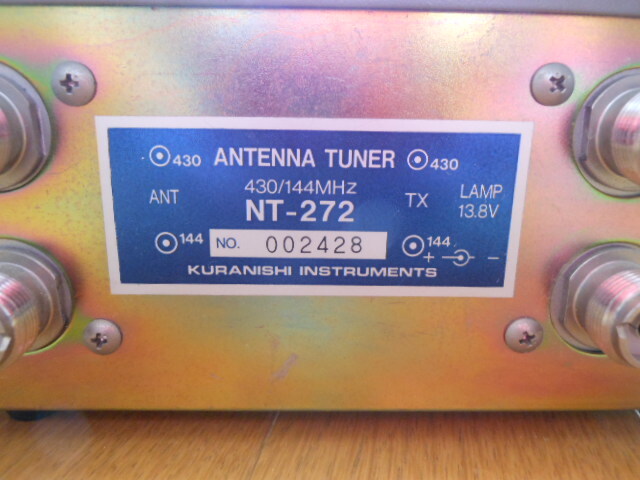 430 ANTENNA TUNER 430
430/144MHz
ANT NT-272 TX LAMP
13.8V
144 NO. 002428 144
+ -
KURANISHI INSTRUMENTS